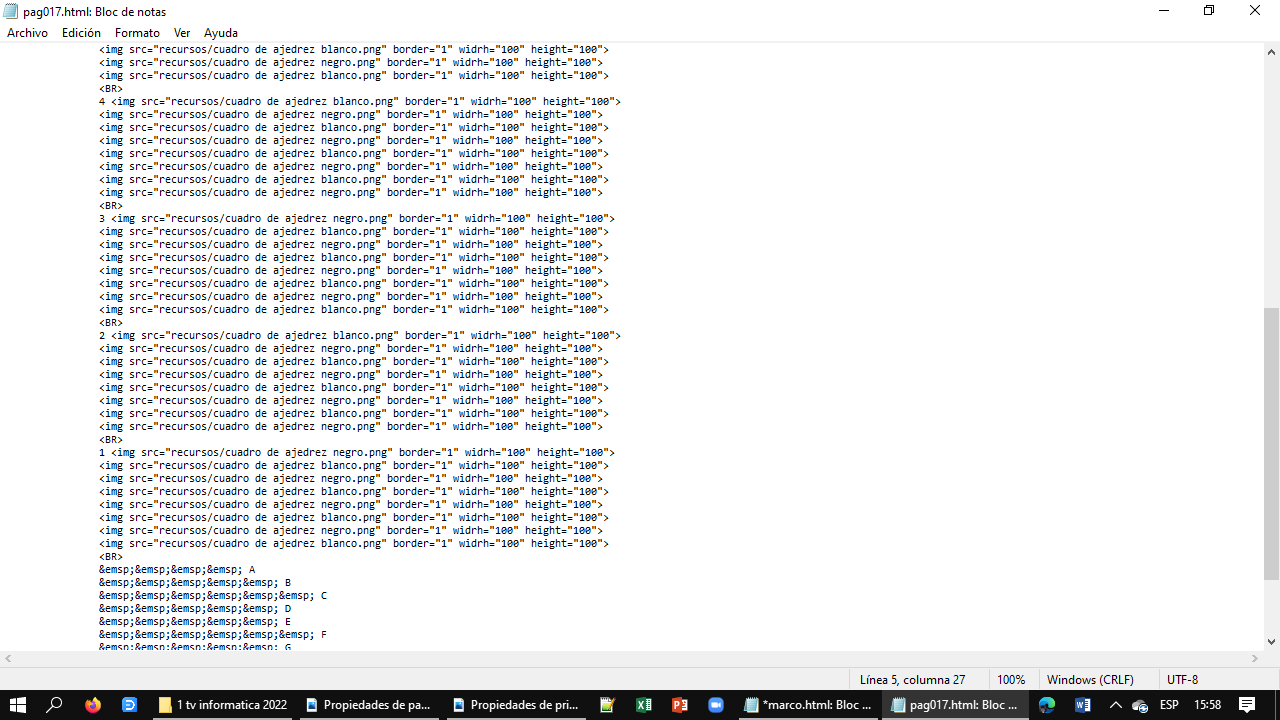 pag017.html: Bloc de notas
Archivo Edición Formato Ver Ayuda
<img src="recursos/cuadro de ajedrez blanco.png" border="1" widrh="100" height="100">
<img src="recursos/cuadro de ajedrez negro.png" border="1" widrh="100" height="100">
<img src="recursos/cuadro de ajedrez blanco.png" border="1" widrh="100" height="100">
<BR>
4 <img src="recursos/cuadro de ajedrez blanco.png" border="1" widrh="100" height="100">
<img src="recursos/cuadro de ajedrez negro.png" border="1" widrh="100" height="100">
<img src="recursos/cuadro de ajedrez blanco.png" border="1" widrh="100" height="100">
<img src="recursos/cuadro de ajedrez negro.png" border="1" widrh="100" height="100">
<img src="recursos/cuadro de ajedrez blanco.png" border="1" widrh="100" height="100">
<img src="recursos/cuadro de ajedrez negro.png" border="1" widrh="100" height="100">
<img src="recursos/cuadro de ajedrez blanco.png" border="1" widrh="100" height="100">
<img src="recursos/cuadro de ajedrez negro.png" border="1" widrh="100" height="100">
<BR>
3 <img src="recursos/cuadro de ajedrez negro.png" border="1" widrh="100" height="100">
<img src="recursos/cuadro de ajedrez blanco.png" border="1" widrh="100" height="100">
<img src="recursos/cuadro de ajedrez negro.png" border="1" widrh="100" height="100">
<img src="recursos/cuadro de ajedrez blanco.png" border="1" widrh="100" height="100">
<img src="recursos/cuadro de ajedrez negro.png" border="1" widrh="100" height="100">
<img src="recursos/cuadro de ajedrez blanco.png" border="1" widrh="100" height="100">
<img src="recursos/cuadro de ajedrez negro.png" border="1" widrh="100" height="100">
<img src="recursos/cuadro de ajedrez blanco.png" border="1" widrh="100" height="100">
<BR>
2 <img src="recursos/cuadro de ajedrez blanco.png" border="1" widrh="100" height="100">
<img src="recursos/cuadro de ajedrez negro.png" border="1" widrh="100" height="100">
<img src="recursos/cuadro de ajedrez blanco.png" border="1" widrh="100" height="100">
<img src="recursos/cuadro de ajedrez negro.png" border="1" widrh="100" height="100">
<img src="recursos/cuadro de ajedrez blanco.png" border="1" widrh="100" height="100">
<img src="recursos/cuadro de ajedrez negro.png" border="1" widrh="100" height="100">
<img src="recursos/cuadro de ajedrez blanco.png" border="1" widrh="100" height="100">
<img src="recursos/cuadro de ajedrez negro.png" border="1" widrh="100" height="100">
<BR>
1 <img src="recursos/cuadro de ajedrez negro.png" border="1" widrh="100" height="100">
<img src="recursos/cuadro de ajedrez blanco.png" border="1" widrh="100" height="100">
<img src="recursos/cuadro de ajedrez negro.png" border="1" widrh="100" height="100">
<img src="recursos/cuadro de ajedrez blanco.png" border="1" widrh="100" height="100">
<img src="recursos/cuadro de ajedrez negro.png" border="1" widrh="100" height="100">
<img src="recursos/cuadro de ajedrez blanco.png" border="1" widrh="100" height="100">
<img src="recursos/cuadro de ajedrez negro.png" border="1" widrh="100" height="100">
<img src="recursos/cuadro de ajedrez blanco.png" border="1" widrh="100" height="100">
<BR>
&emsp;&emsp;&emsp;&emsp; A
&emsp;&emsp;&emsp;&emsp;&emsp; B
&emsp;&emsp;&emsp;&emsp;&emsp;&emsp; C
&emsp;&emsp;&emsp;&emsp;&emsp; D
&emsp;&emsp;&emsp;&emsp;&emsp; E
&emsp;&emsp;&emsp;&emsp;&emsp;&emsp; F
&emsp;&emsp;&emsp;&emsp;&emsp; G
Línea 5, columna 27 100% Windows (CRLF) UTF-8
1 tv informatica 2022 Propiedades de pa... Propiedades de pri... *marco.html: Bloc ... pag017.html: Bloc ... ESP 15:58